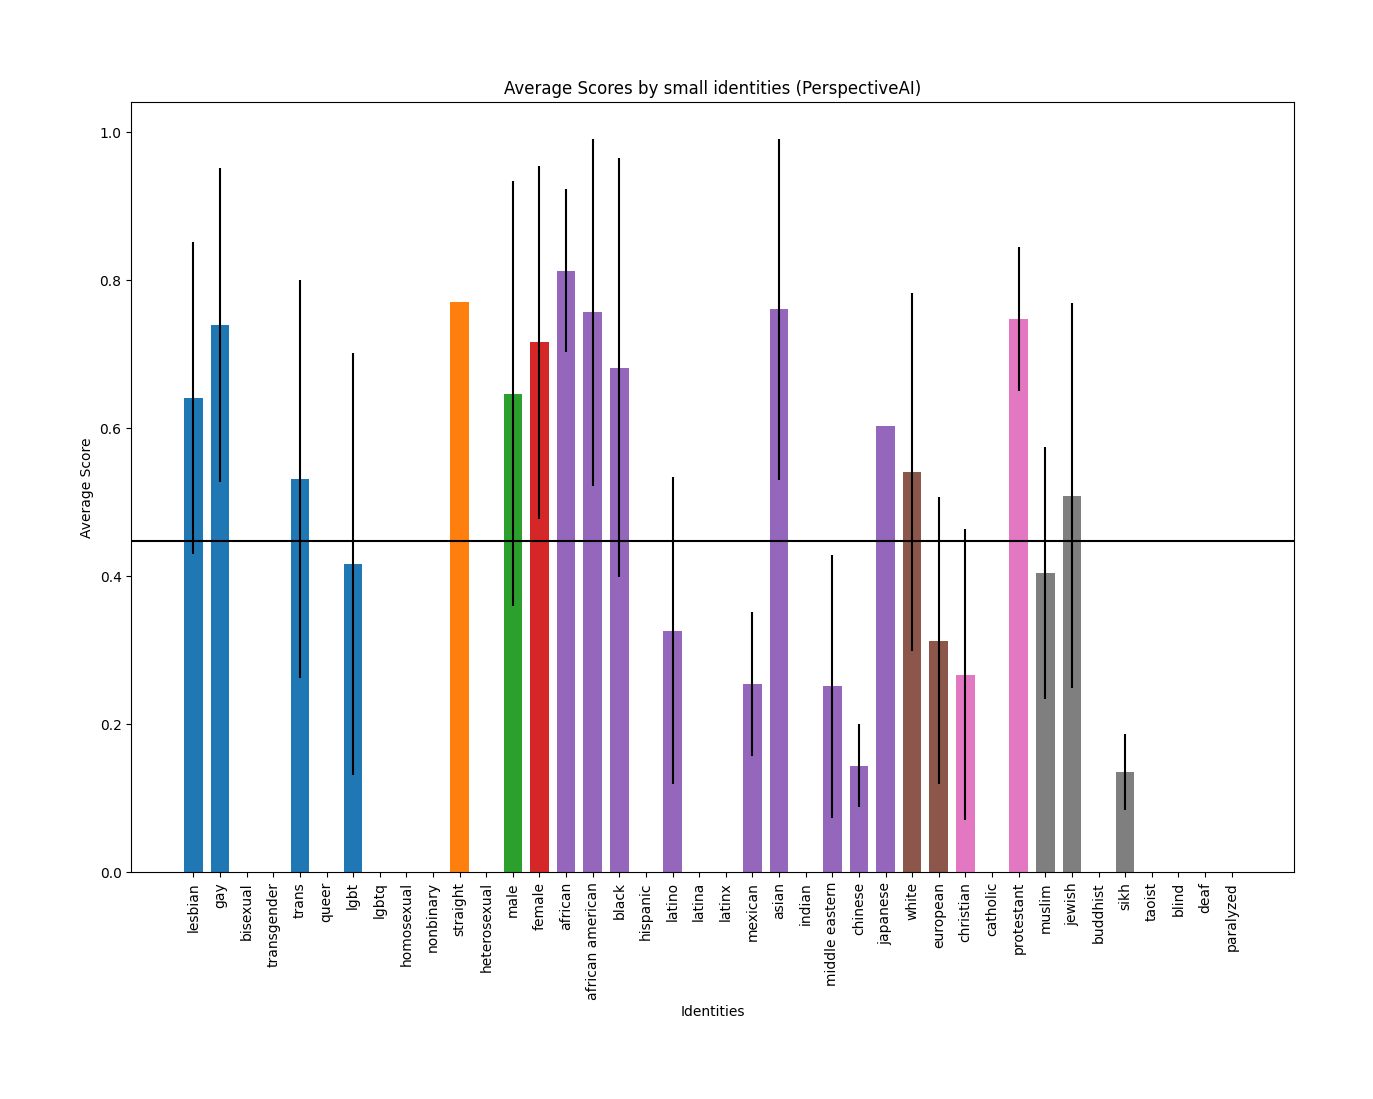 Average Scores by small identities (PerspectiveAI)
Average Score
1.0
0.8
0.6
0.4
0.2
0.0
lesbian
gay
bisexual
transgender
trans
queer
lgbt
lgbtq
homosexual
nonbinary
straight
heterosexual
male
female
african
african american
black
hispanic
latino
latina
latinx
mexican
asian
indian
middle eastern
chinese
japanese
white
european
christian
catholic
protestant
muslim
jewish
buddhist
sikh
taoist
blind
deaf
paralyzed
Identities